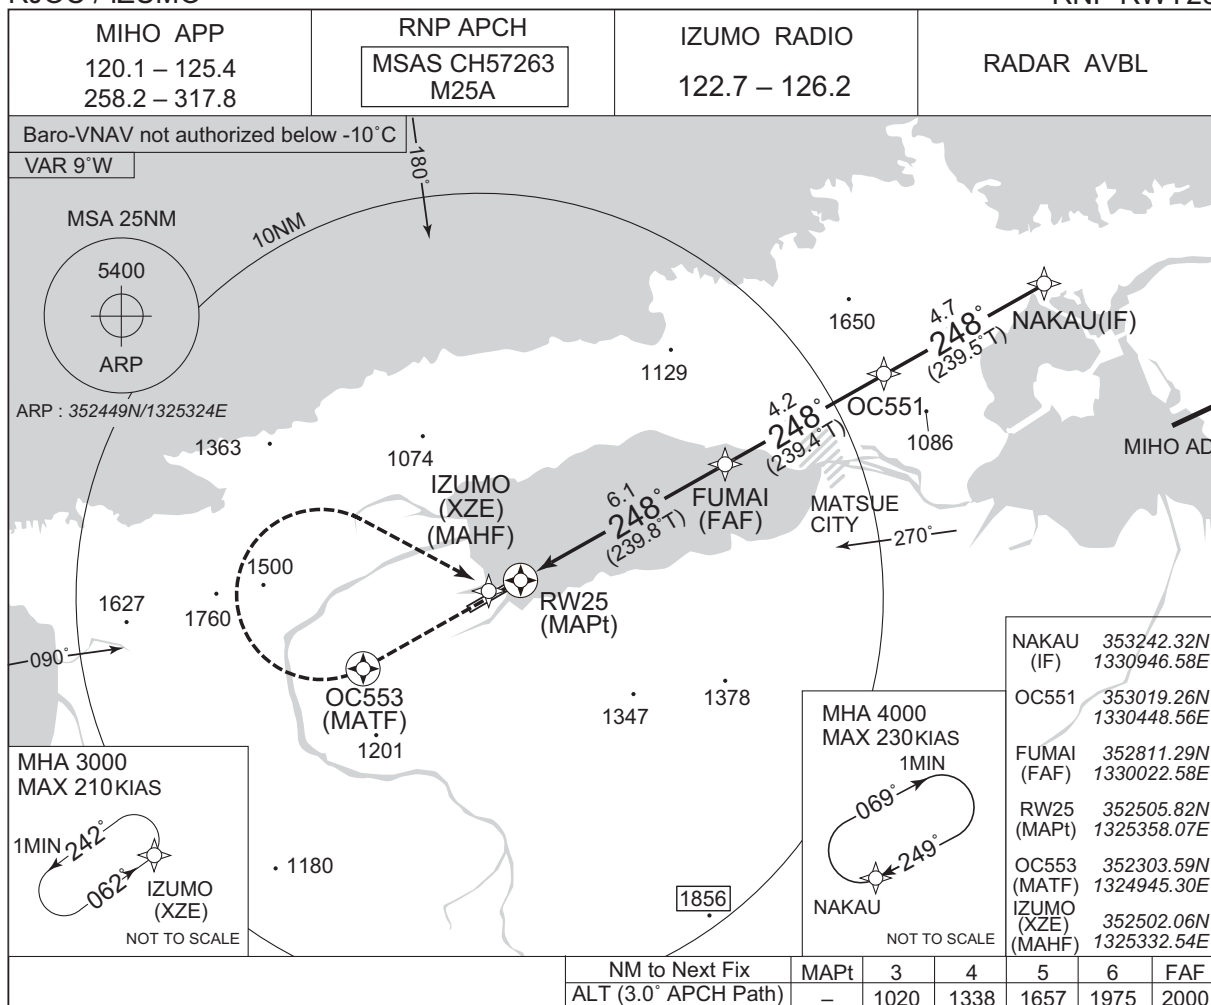 MIHO APP
120.1 – 125.4
258.2 – 317.8
RNP APCH
MSAS CH57263
M25A
IZUMO RADIO
122.7 – 126.2
RADAR AVBL
Baro-VNAV not authorized below -10˚C
VAR 9˚W
MSA 25NM
5400
ARP
ARP : 352449N/1325324E
10NM
180˚
1650
4.7
248˚
(239.5˚T)
NAKAU(IF)
1129
OC551
1086
4.2
248˚
(239.4˚T)
MIHO AD
1363
1074
IZUMO
(XZE)
(MAHF)
6.1
248˚
(239.8˚T)
FUMAI
(FAF)
MATSUE
CITY
270˚
1500
1760
1627
090˚
RW25
(MAPt)
OC553
(MATF)
1201
1347
1378
1180
1856
MHA 3000
MAX 210KIAS
1MIN
242˚
062˚
IZUMO
(XZE)
NOT TO SCALE
MHA 4000
MAX 230KIAS
1MIN
069˚
249˚
NAKAU
NOT TO SCALE
NAKAU 353242.32N
(IF) 1330946.58E
OC551 353019.26N
1330448.56E
FUMAI 352811.29N
(FAF) 1330022.58E
RW25 352505.82N
(MAPt) 1325358.07E
OC553 352303.59N
(MATF) 1324945.30E
IZUMO
(XZE) 352502.06N
(MAHF) 1325332.54E
NM to Next Fix MAPt 3 4 5 6 FAF
ALT (3.0˚ APCH Path) – 1020 1338 1657 1975 2000